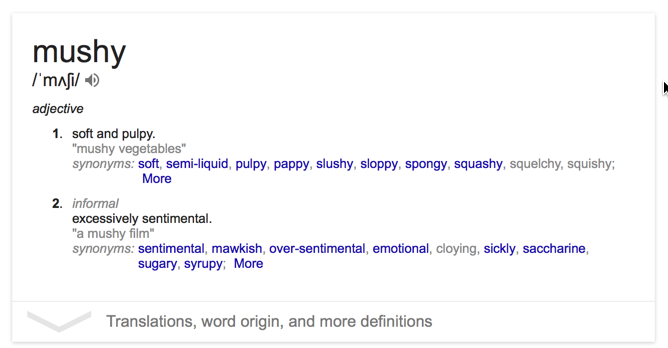 mushy
/ˈmʌʃi/
adjective
1. soft and pulpy.
"mushy vegetables"
synonyms: soft, semi-liquid, pulpy, pappy, slushy, sloppy, spongy, squashy, squelchy, squishy;
More
2. informal
excessively sentimental.
"a mushy film"
synonyms: sentimental, mawkish, over-sentimental, emotional, cloying, sickly, saccharine,
sugary, syrupy; More
Translations, word origin, and more definitions